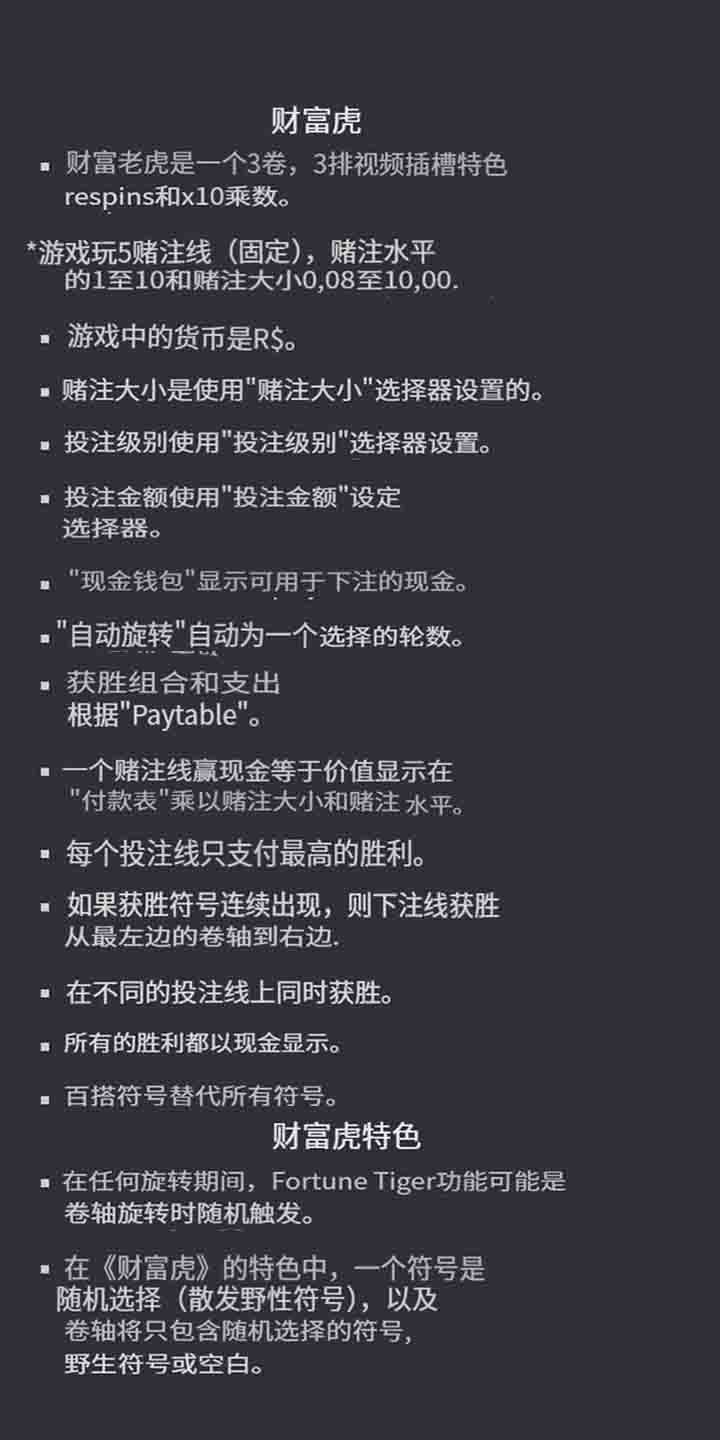 财富虎
▪ 财富老虎是一个3卷，3排视频插槽特色
respins和x10乘数。
*游戏玩5赌注线（固定），赌注水平
的1至10和赌注大小0,08至10,00.
▪ 游戏中的货币是R$。
▪ 赌注大小是使用"赌注大小"选择器设置的。
▪ 投注级别使用"投注级别"选择器设置。
▪ 投注金额使用"投注金额"设定
选择器。
▪ "现金钱包"显示可用于下注的现金。
▪ "自动旋转"自动为一个选择的轮数。
▪ 获胜组合和支出
根据"Paytable"。
▪ 一个赌注线赢现金等于价值显示在
"付款表"乘以赌注大小和赌注 水平。
▪ 每个投注线只支付最高的胜利。
▪ 如果获胜符号连续出现，则下注线获胜
从最左边的卷轴到右边.
▪ 在不同的投注线上同时获胜。
▪ 所有的胜利都以现金显示。
▪ 百搭符号替代所有符号。
财富虎特色
▪ 在任何旋转期间，Fortune Tiger功能可能是
卷轴旋转时随机触发。
▪ 在《财富虎》的特色中，一个符号是
随机选择（散发野性符号），以及
卷轴将只包含随机选择的符号,
野生符号或空白。